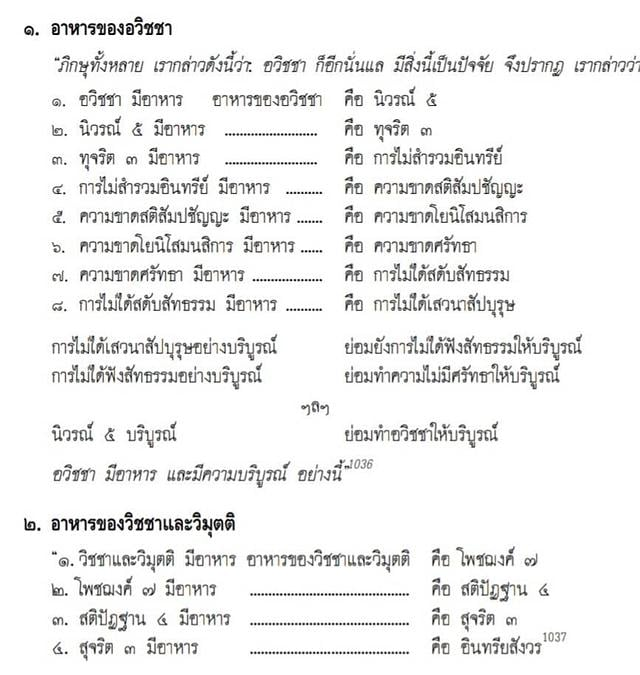 ๑. อาหารของอวิชชา
"ภิกษุทั้งหลาย เรากล่าวดังนี้ว่า: อวิชชา ก็อีกนั่นแล มีสิ่งนี้เป็นปัจจัย จึงปรากฏ เรากล่าวว่า
๑. อวิชชา มีอาหาร อาหารของอวิชชา คือ นิวรณ์ ๕
๒. นิวรณ์ ๕ มีอาหาร ......................... คือ ทุจริต ๓
๓. ทุจริต ๓ มีอาหาร ......................... คือ การไม่สำรวมอินทรีย์
๔. การไม่สำรวมอินทรีย์ มีอาหาร .......... คือ ความขาดสติสัมปชัญญะ
๕. ความขาดสติสัมปชัญญะ มีอาหาร ....... คือ ความขาดโยนิโสมนสิการ
๖. ความขาดโยนิโสมนสิการ มีอาหาร ...... คือ ความขาดศรัทธา
๗. ความขาดศรัทธา มีอาหาร ................... คือ การไม่ได้สดับสัทธรรม
๘. การไม่ได้สดับสัทธรรม มีอาหาร .......... คือ การไม่ได้เสวนาสัปบุรุษ
การไม่ได้เสวนาสัปบุรุษอย่างบริบูรณ์ ย่อมยังการไม่ได้ฟังสัทธรรมให้บริบูรณ์
การไม่ได้ฟังสัทธรรมอย่างบริบูรณ์ ย่อมทำความไม่มีศรัทธาให้บริบูรณ์
ฯลฯ
นิวรณ์ ๕ บริบูรณ์ ย่อมทำอวิชชาให้บริบูรณ์
อวิชชา มีอาหาร และมีความบริบูรณ์ อย่างนี้"1036
๒. อาหารของวิชชาและวิมุตติ
"๑. วิชชาและวิมุตติ มีอาหาร อาหารของวิชชาและวิมุตติ คือ โพชฌงค์ ๗
๒. โพชฌงค์ ๗ มีอาหาร ........................................... คือ สติปัฏฐาน ๔
๓. สติปัฏฐาน ๔ มีอาหาร ........................................... คือ สุจริต ๓
๔. สุจริต ๓ มีอาหาร ........................................... คือ อินทรียสังวร1037